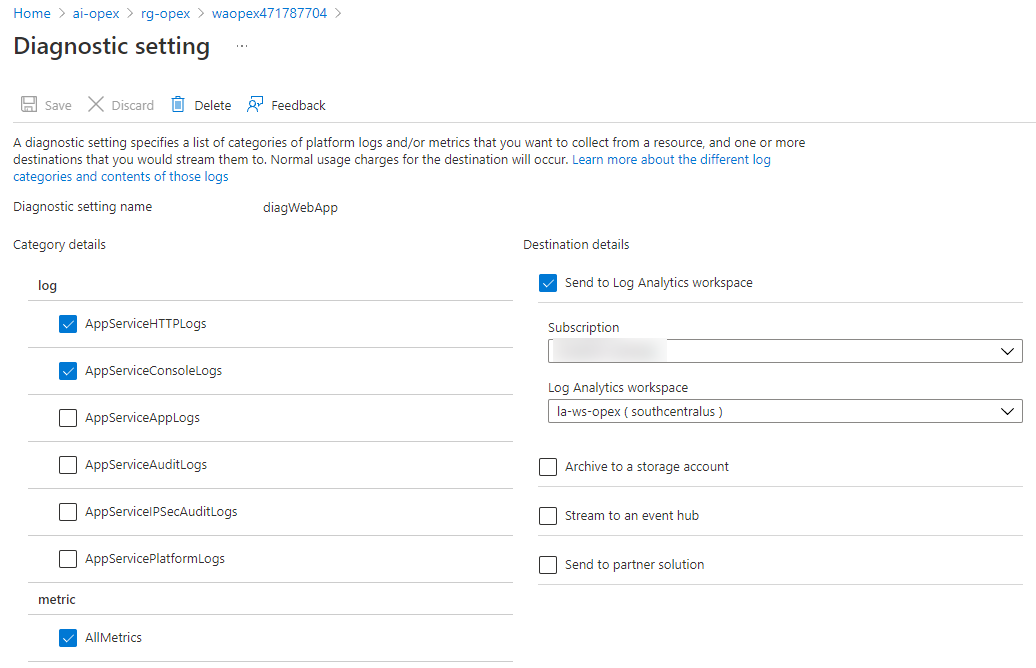 Home > ai-opex > rg-opex > waopex471787704 >
Diagnostic setting ...
Save Discard Delete Feedback
A diagnostic setting specifies a list of categories of platform logs and/or metrics that you want to collect from a resource, and one or more
destinations that you would stream them to. Normal usage charges for the destination will occur. Learn more about the different log
categories and contents of those logs
Diagnostic setting name diagWebApp
Category details
log
AppServiceHTTPLogs
AppServiceConsoleLogs
AppServiceAppLogs
AppServiceAuditLogs
AppServiceIPSecAuditLogs
AppServicePlatformLogs
metric
AllMetrics
Destination details
Send to Log Analytics workspace
Subscription
Log Analytics workspace
la-ws-opex ( southcentralus )
Archive to a storage account
Stream to an event hub
Send to partner solution